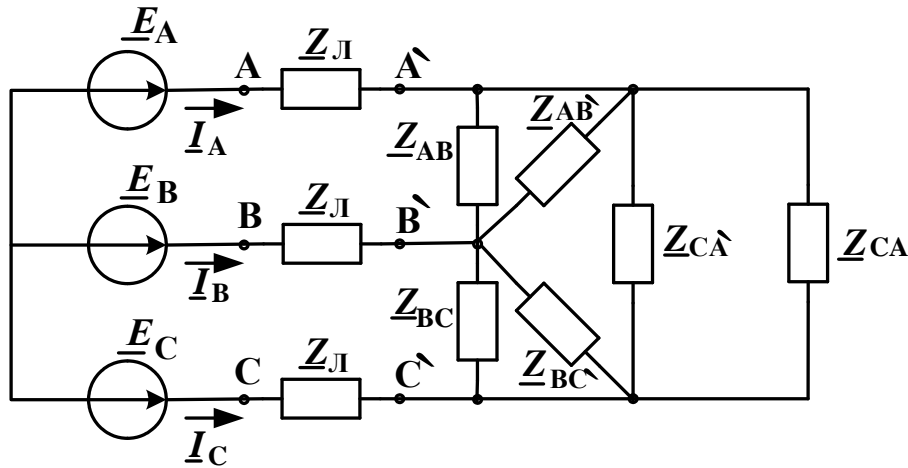 E_A
Z_Л
A
A`
I_A
Z_AB
Z_AB`
E_B
Z_Л
B
B`
Z_CA`
Z_CA
I_B
Z_BC
E_C
Z_Л
Z_BC`
C
C`
I_C